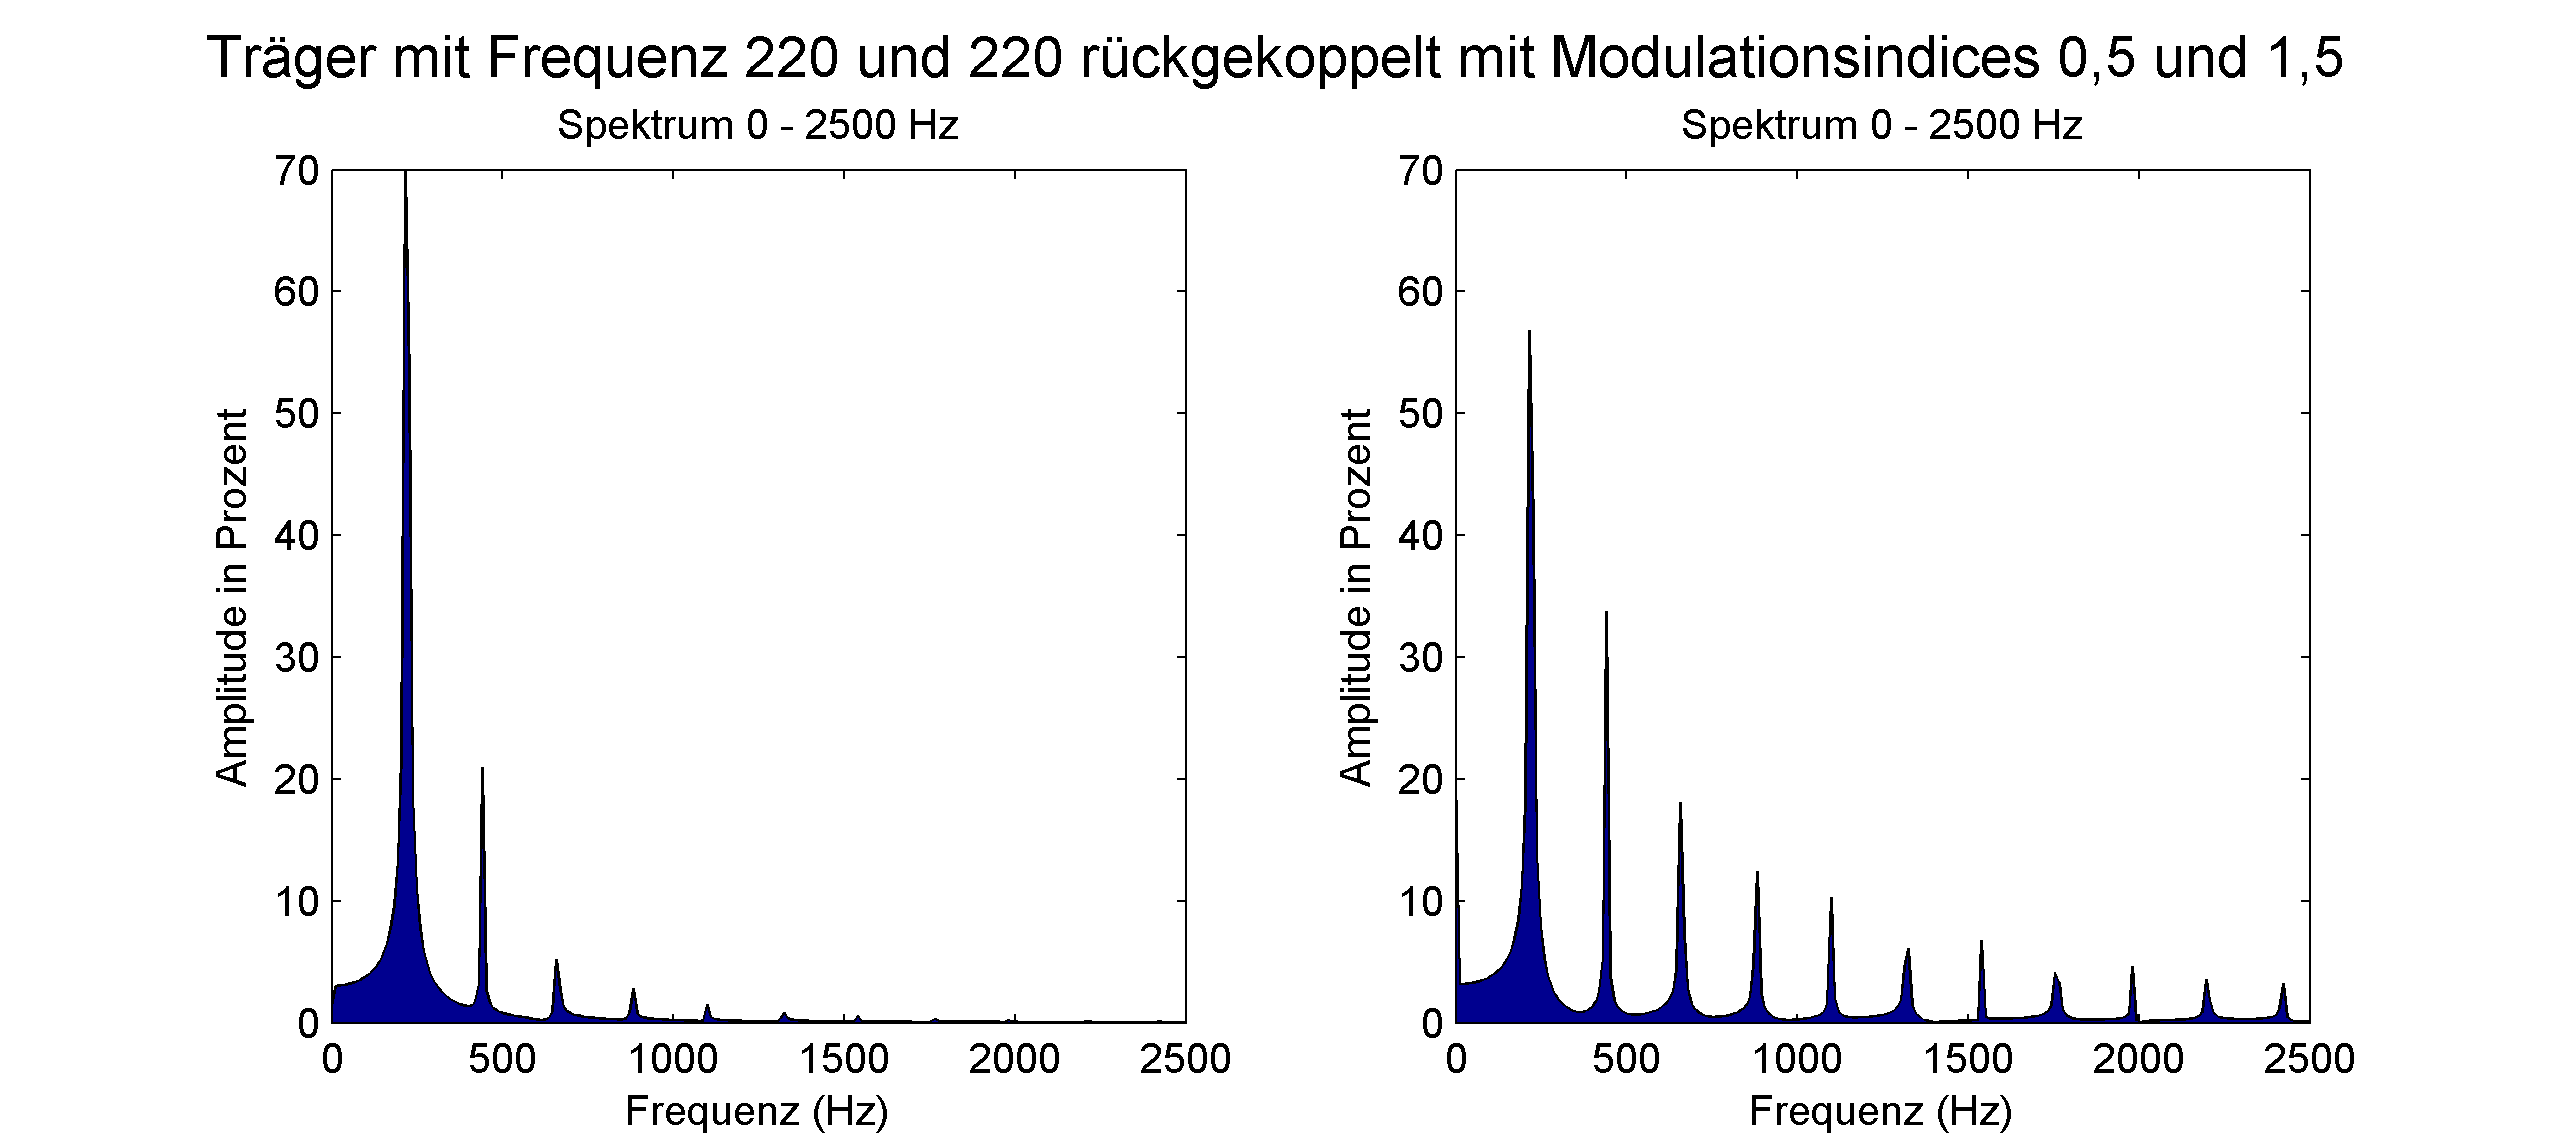 Träger mit Frequenz 220 und 220 rückgekoppelt mit Modulationsindices 0,5 und 1,5
Spektrum 0 - 2500 Hz
70
60
50
40
30
20
10
0
Amplitude in Prozent
0 500 1000 1500 2000 2500
Frequenz (Hz)
Spektrum 0 - 2500 Hz
70
60
50
40
30
20
10
0
Amplitude in Prozent
0 500 1000 1500 2000 2500
Frequenz (Hz)